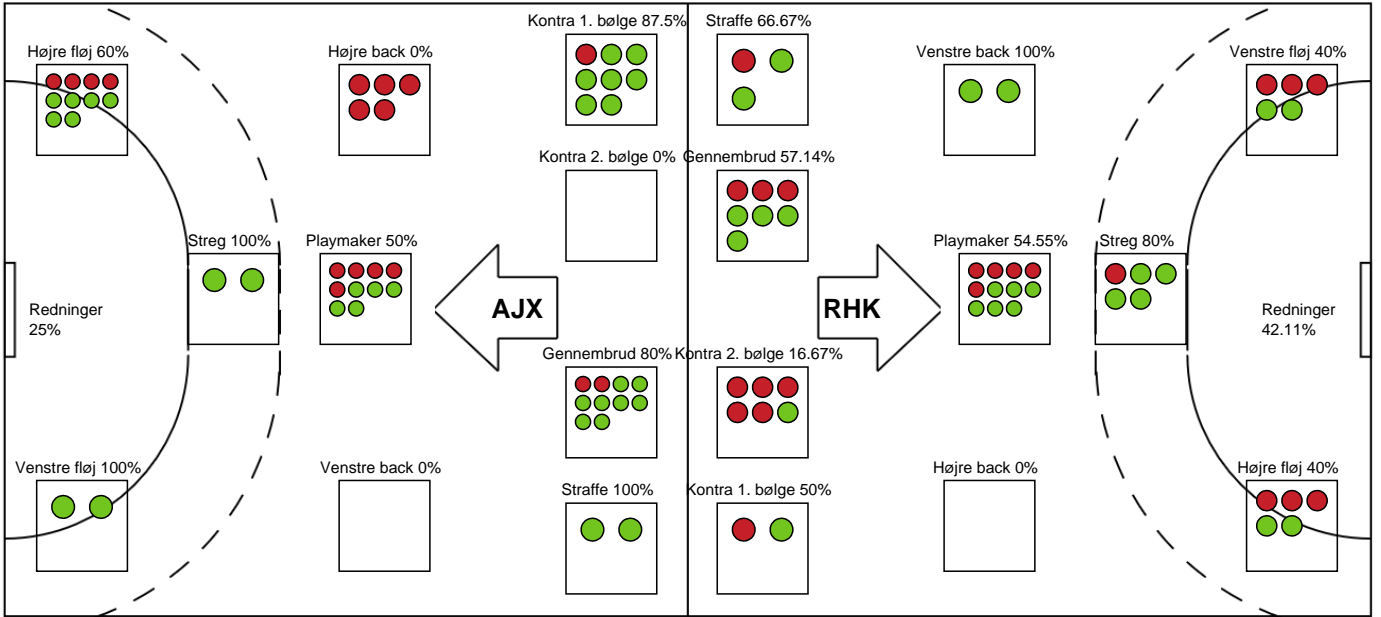 Kontra 1. bølge 87.5%
Straffe 66.67%
Højre fløj 60%
Højre back 0%
Venstre back 100%
Venstre fløj 40%
Kontra 2. bølge 0%
Gennembrud 57.14%
Streg 100%
Playmaker 50%
Playmaker 54.55%
Streg 80%
Redninger
25%
AJX
RHK
Redninger
42.11%
Gennembrud 80%
Kontra 2. bølge 16.67%
Venstre fløj 100%
Venstre back 0%
Straffe 100%
Kontra 1. bølge 50%
Højre back 0%
Højre fløj 40%